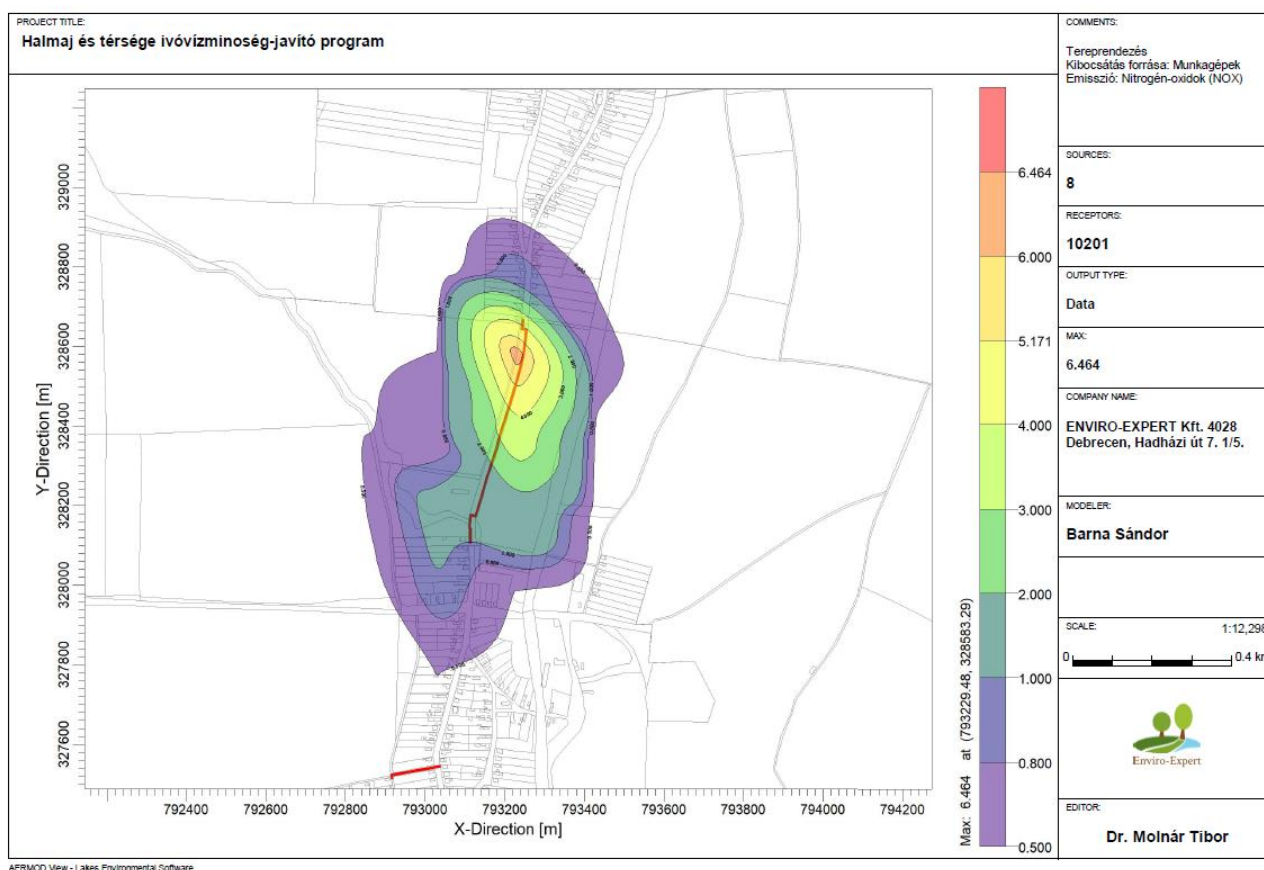 PROJECT TITLE:
Halmaj és térsége ivóvízminoség-javító program
COMMENTS:
Tereprendezés
Kibocsátás forrása: Munkagépek
Emisszió: Nitrogén-oxidok (NOX)
SOURCES:
8
RECEPTORS:
10201
OUTPUT TYPE:
Data
MAX:
6.464
COMPANY NAME:
ENVIRO-EXPERT Kft. 4028
Debrecen, Hadházi út 7. 1/5.
MODELER:
Barna Sándor
SCALE:
1:12,298
0
0.4 km
Enviro-Expert
EDITOR:
Dr. Molnár Tibor
Y-Direction [m]
329000
328800
328600
328400
328200
328000
327800
327600
792400
792600
792800
793000
793200
793400
793600
793800
794000
794200
X-Direction [m]
Max: 6.464 at (793229.48, 328583.29)
6.464
6.000
5.171
4.000
3.000
2.000
1.000
0.800
0.500
AERMOD View - Lakes Environmental Software